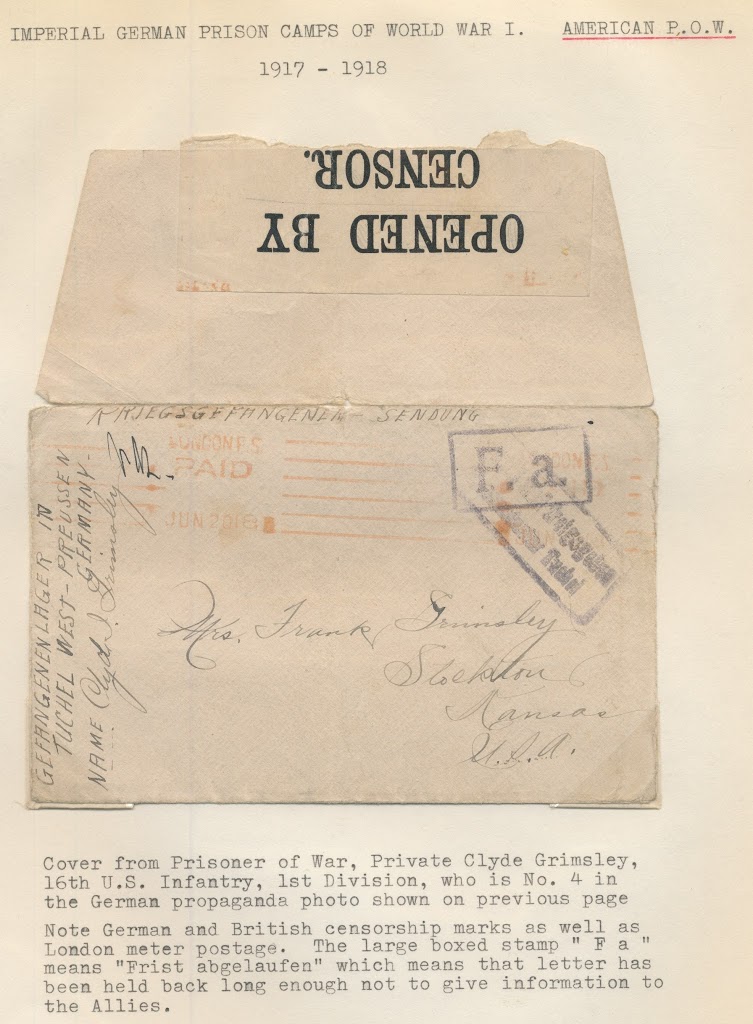 IMPERIAL GERMAN PRISON CAMPS OF WORLD WAR I. AMERICAN P.O.W.
1917 - 1918
OPENED BY
CENSOR.
KRIEGSGEFANGENEN - SENDUNG
LONDON F.S.
PAID
JUN 20 18
F. a.
GEFANGENENLAGER IN
TUCHEL WEST-PREUSSEN
GERMANY-
NAME Clyde I. Grimsley
Mrs. Frank Grimsley
Stockton
Kansas
U.S.A.
Cover from Prisoner of War, Private Clyde Grimsley,
16th U.S. Infantry, 1st Division, who is No. 4 in
the German propaganda photo shown on previous page
Note German and British censorship marks as well as
London meter postage. The large boxed stamp " F a "
means "Frist abgelaufen" which means that letter has
been held back long enough not to give information to
the Allies.